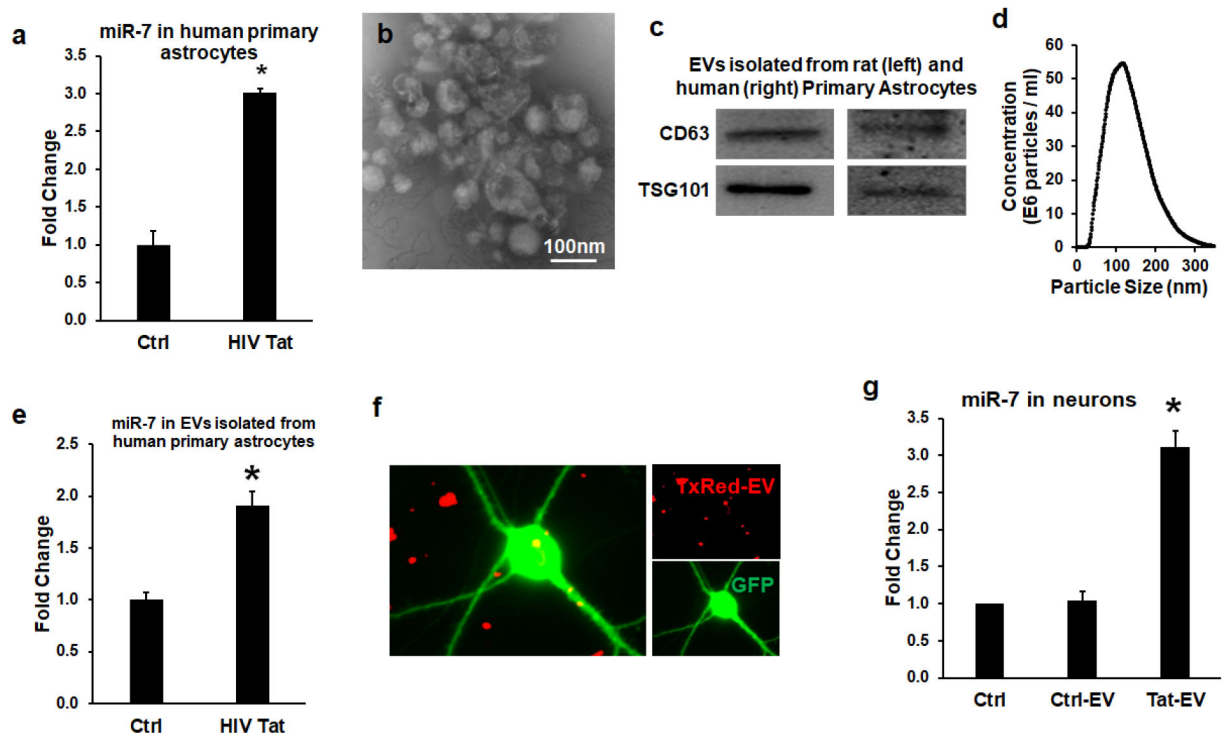 a
miR-7 in human primary
astrocytes
Fold Change
3.5
3.0
2.5
2.0
1.5
1.0
0.5
0.0
*
Ctrl
HIV Tat
b
100nm
c
EVs isolated from rat (left) and
human (right) Primary Astrocytes
CD63
TSG101
d
Concentration
(E6 particles / ml)
60
50
40
30
20
10
0
0 100 200 300
Particle Size (nm)
e
miR-7 in EVs isolated from
human primary astrocytes
Fold Change
2.5
2.0
1.5
1.0
0.5
0.0
*
Ctrl
HIV Tat
f
TxRed-EV
GFP
g
miR-7 in neurons
Fold Change
3.5
3.0
2.5
2.0
1.5
1.0
0.5
0.0
*
Ctrl
Ctrl-EV
Tat-EV